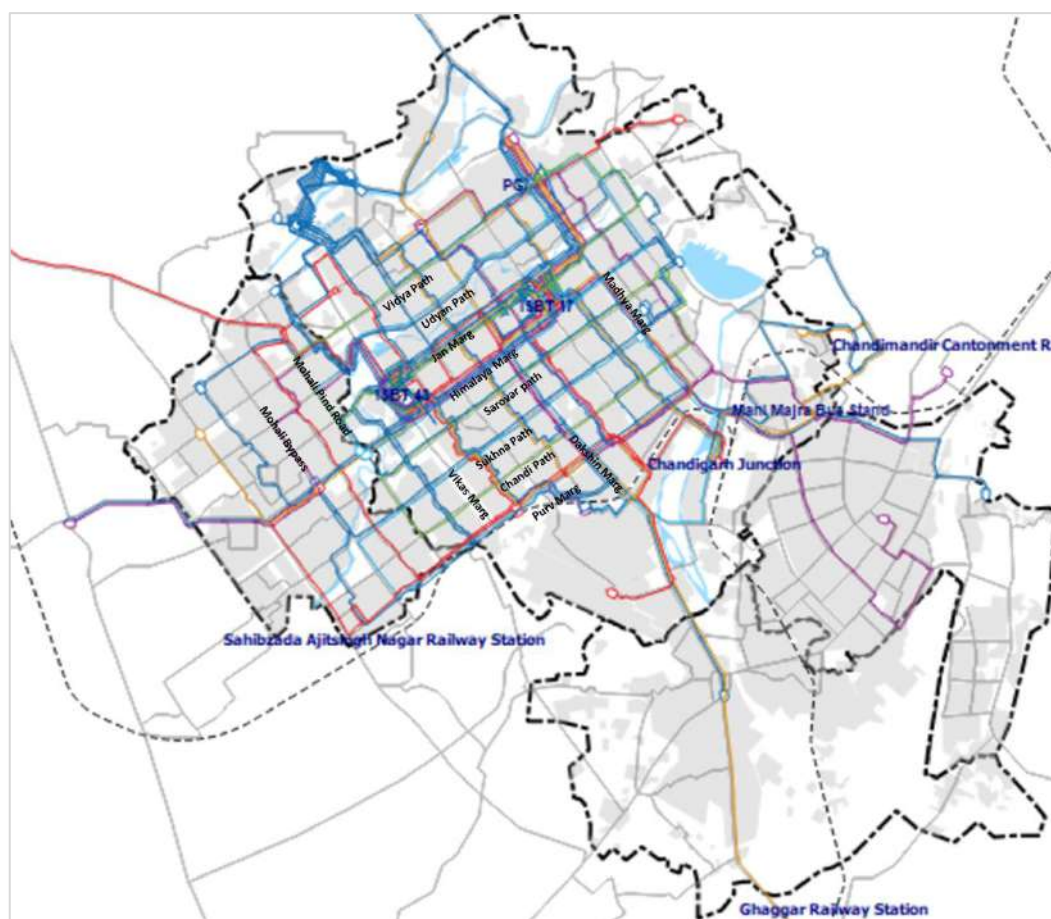 PGI
Vidya Path
Udyan Path
ISBT 17
Madhya Marg
Jan Marg
Himalaya Marg
Chandimandir Cantonment R
Mohali Pind Road
ISBT 43
Sarovar path
Mani Majra Bus Stand
Mohali Bypass
Sukhna Path
Dakshin Marg
Chandigarh Junction
Vikas Marg
Chandi Path
Purv Marg
Sahibzada Ajitsingh Nagar Railway Station
Ghaggar Railway Station